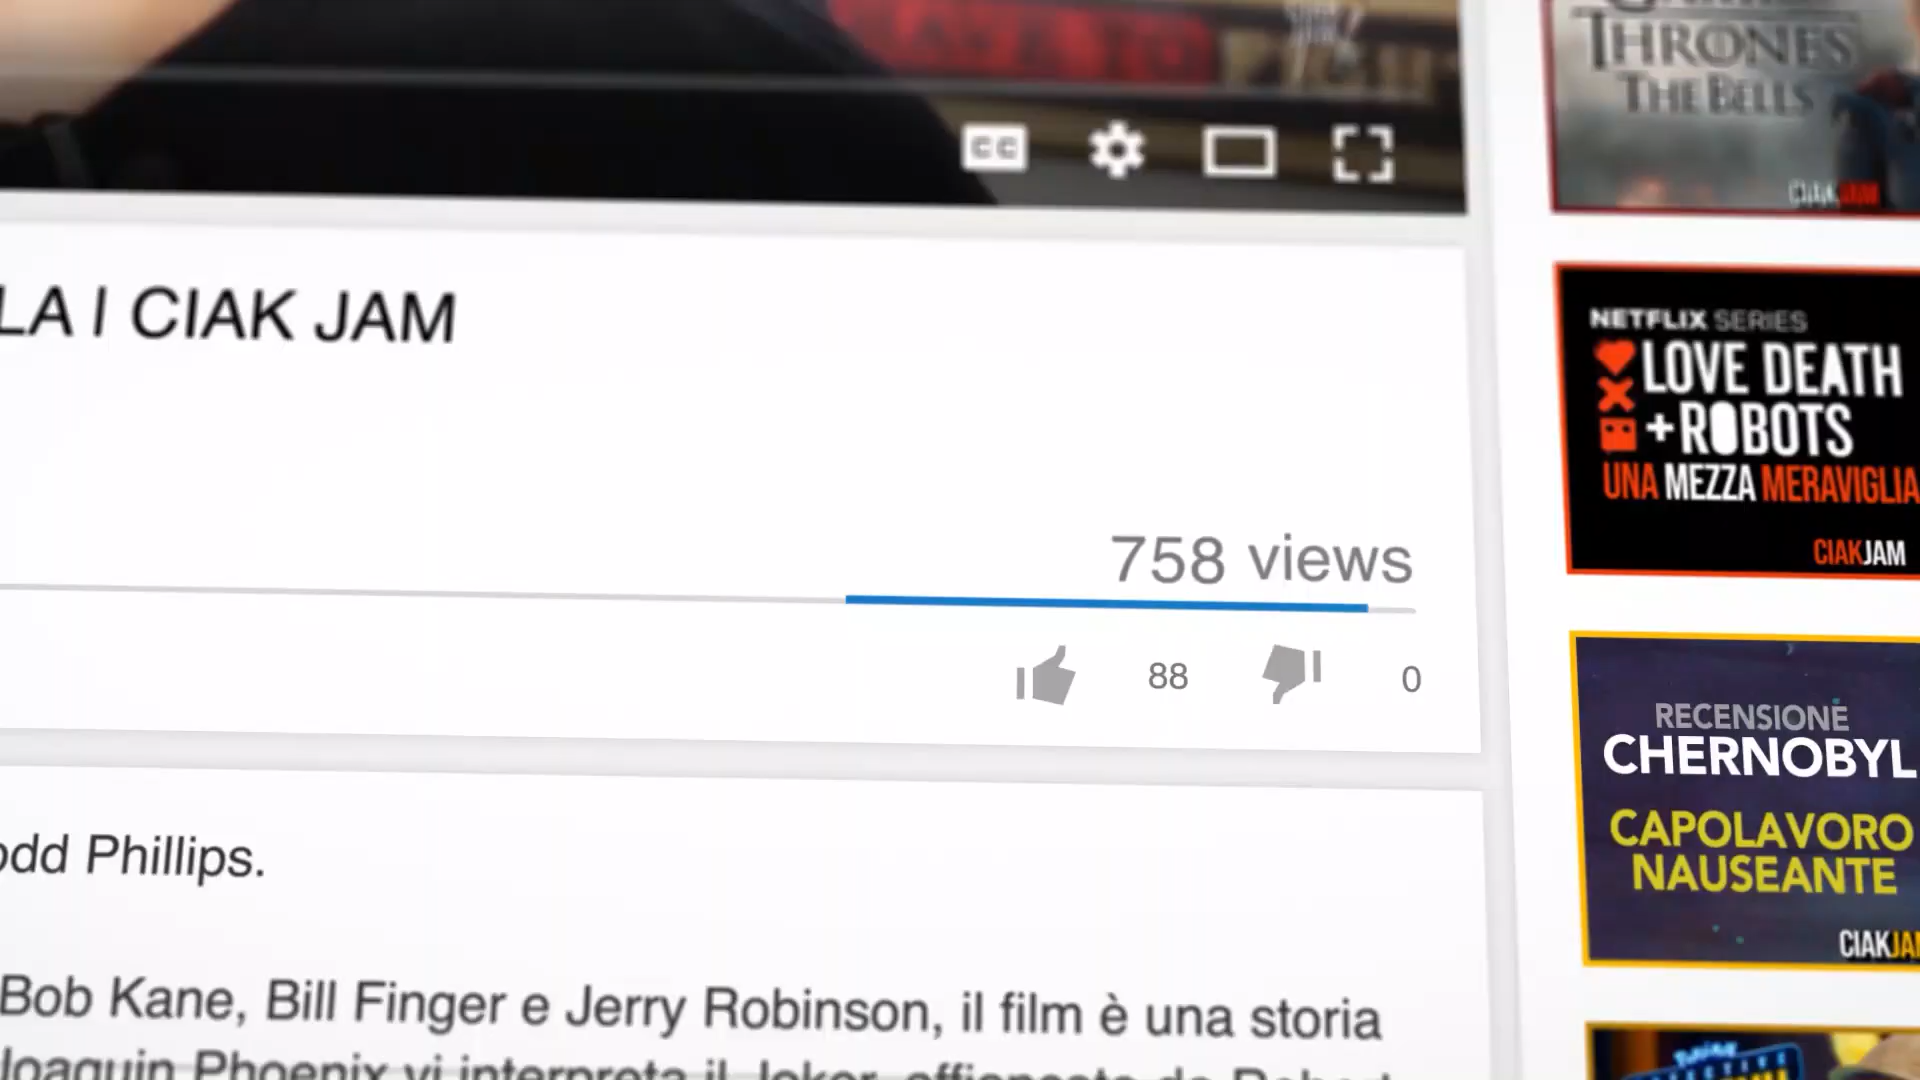 CC
LA I CIAK JAM
758 views
88
0
odd Phillips.
Bob Kane, Bill Finger e Jerry Robinson, il film è una storia
Joaquin Phoenix vi interpreta il Joker, affiancato da Robert
THRONES
THE BELLS
CIAKJAM
NETFLIX SERIES
LOVE DEATH
+ROBOTS
UNA MEZZA MERAVIGLIA
CIAKJAM
RECENSIONE
CHERNOBYL
CAPOLAVORO
NAUSEANTE
CIAKJAM